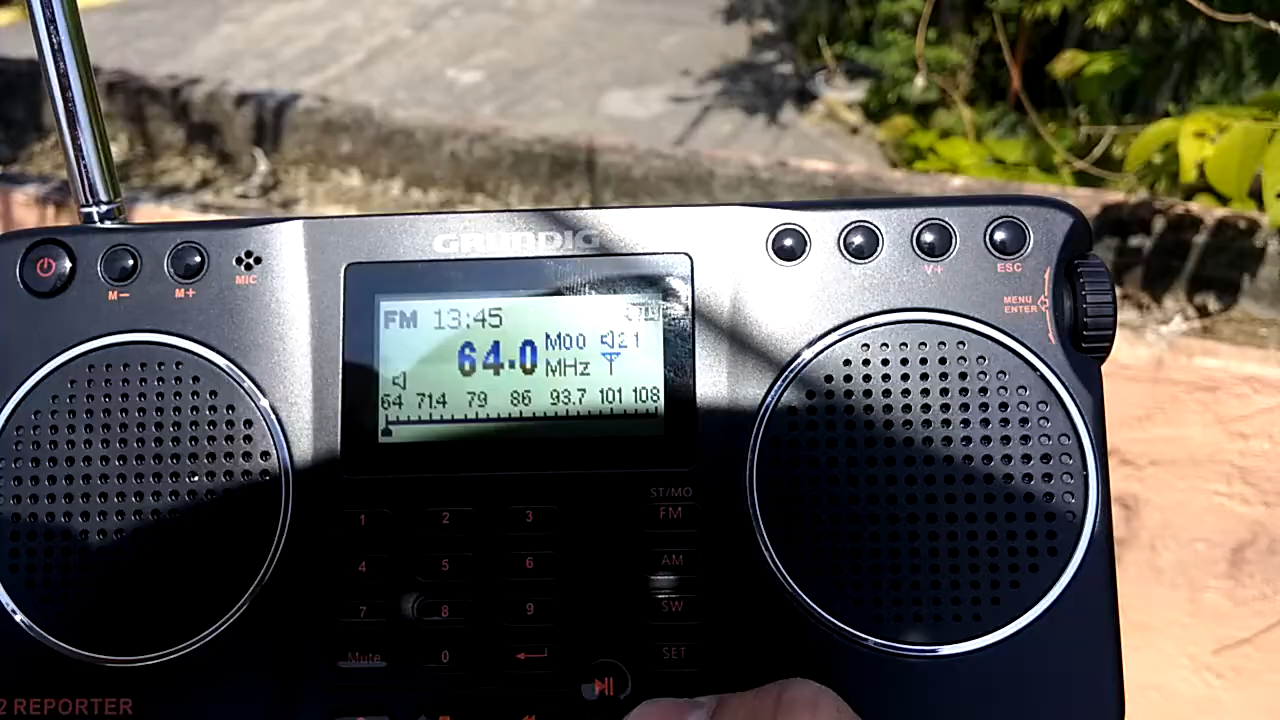 GRUNDIG
M-
M+
MIC
V+
ESC
MENU
ENTER
FM 13:45
64.0 MHz
M00
21
64 71.4 79 86 93.7 101 108
ST/MO
1 2 3 FM
4 5 6 AM
7 8 9 SW
Mute 0 SET
2 REPORTER